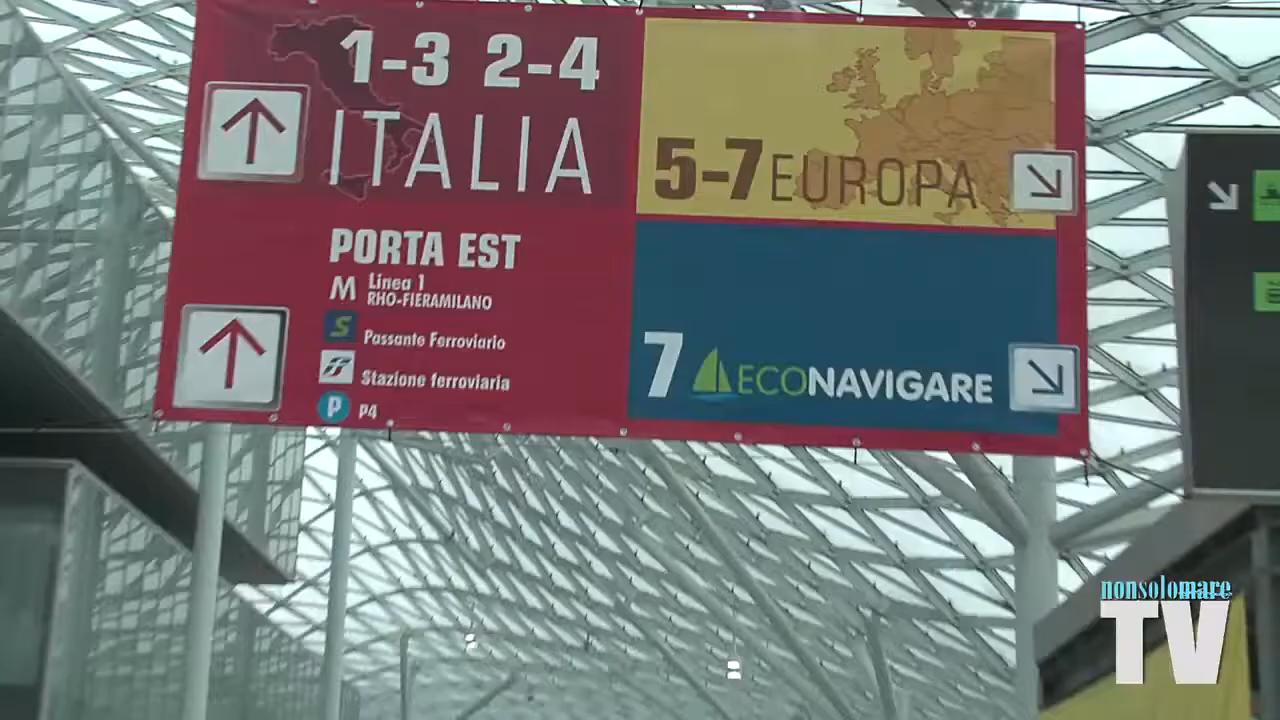 1-3 2-4
ITALIA
PORTA EST
M Linea 1
RHO-FIERAMILANO
S Passante Ferroviario
FS Stazione ferroviaria
P P4
5-7 EUROPA
7 ECONAVIGARE
nonsolomare
TV